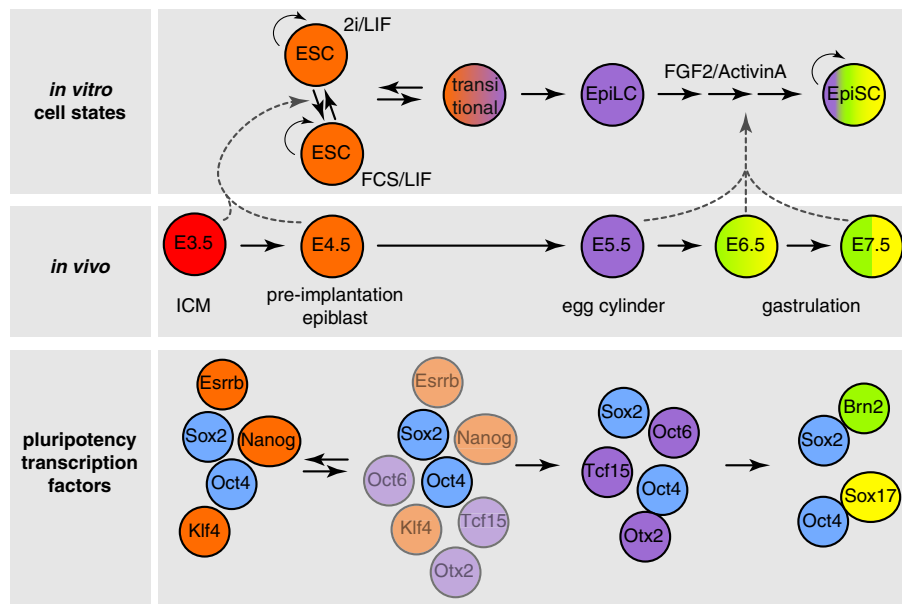 in vitro
cell states
2i/LIF
ESC
ESC
FCS/LIF
transi
tional
EpiLC
FGF2/ActivinA
EpiSC
in vivo
E3.5
E4.5
E5.5
E6.5
E7.5
ICM
pre-implantation
epiblast
egg cylinder
gastrulation
pluripotency
transcription
factors
Esrrb
Sox2
Nanog
Oct4
Klf4
Esrrb
Sox2
Nanog
Oct6
Oct4
Klf4
Tcf15
Otx2
Sox2
Oct6
Tcf15
Oct4
Otx2
Brn2
Sox2
Sox17
Oct4